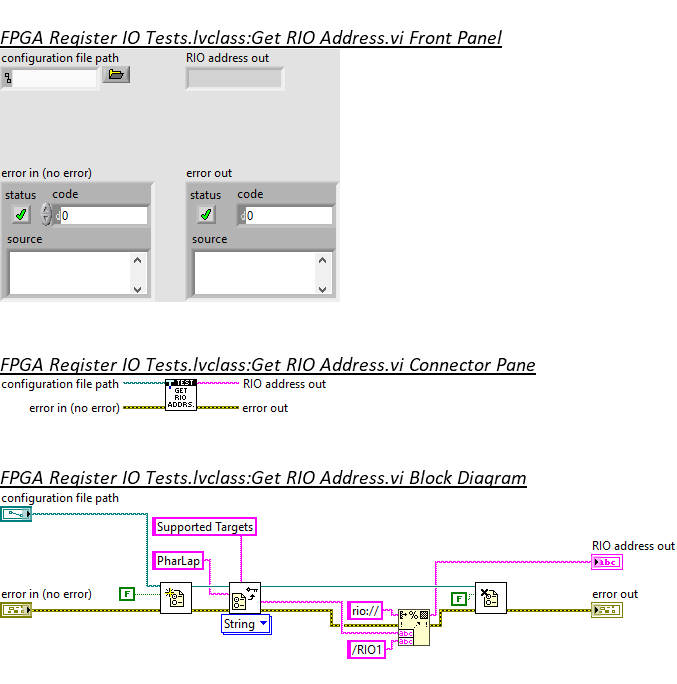 FPGA Register IO Tests.lvclass:Get RIO Address.vi Front Panel
configuration file path
RIO address out
error in (no error)
error out
status code
0
source
status code
0
source
FPGA Register IO Tests.lvclass:Get RIO Address.vi Connector Pane
configuration file path
TEST
GET
RIO
ADDRS.
RIO address out
error in (no error)
error out
FPGA Register IO Tests.lvclass:Get RIO Address.vi Block Diagram
configuration file path
Supported Targets
PharLap
RIO address out
abc
error in (no error)
F
F
error out
String
rio://
abc
abc
/RIO1